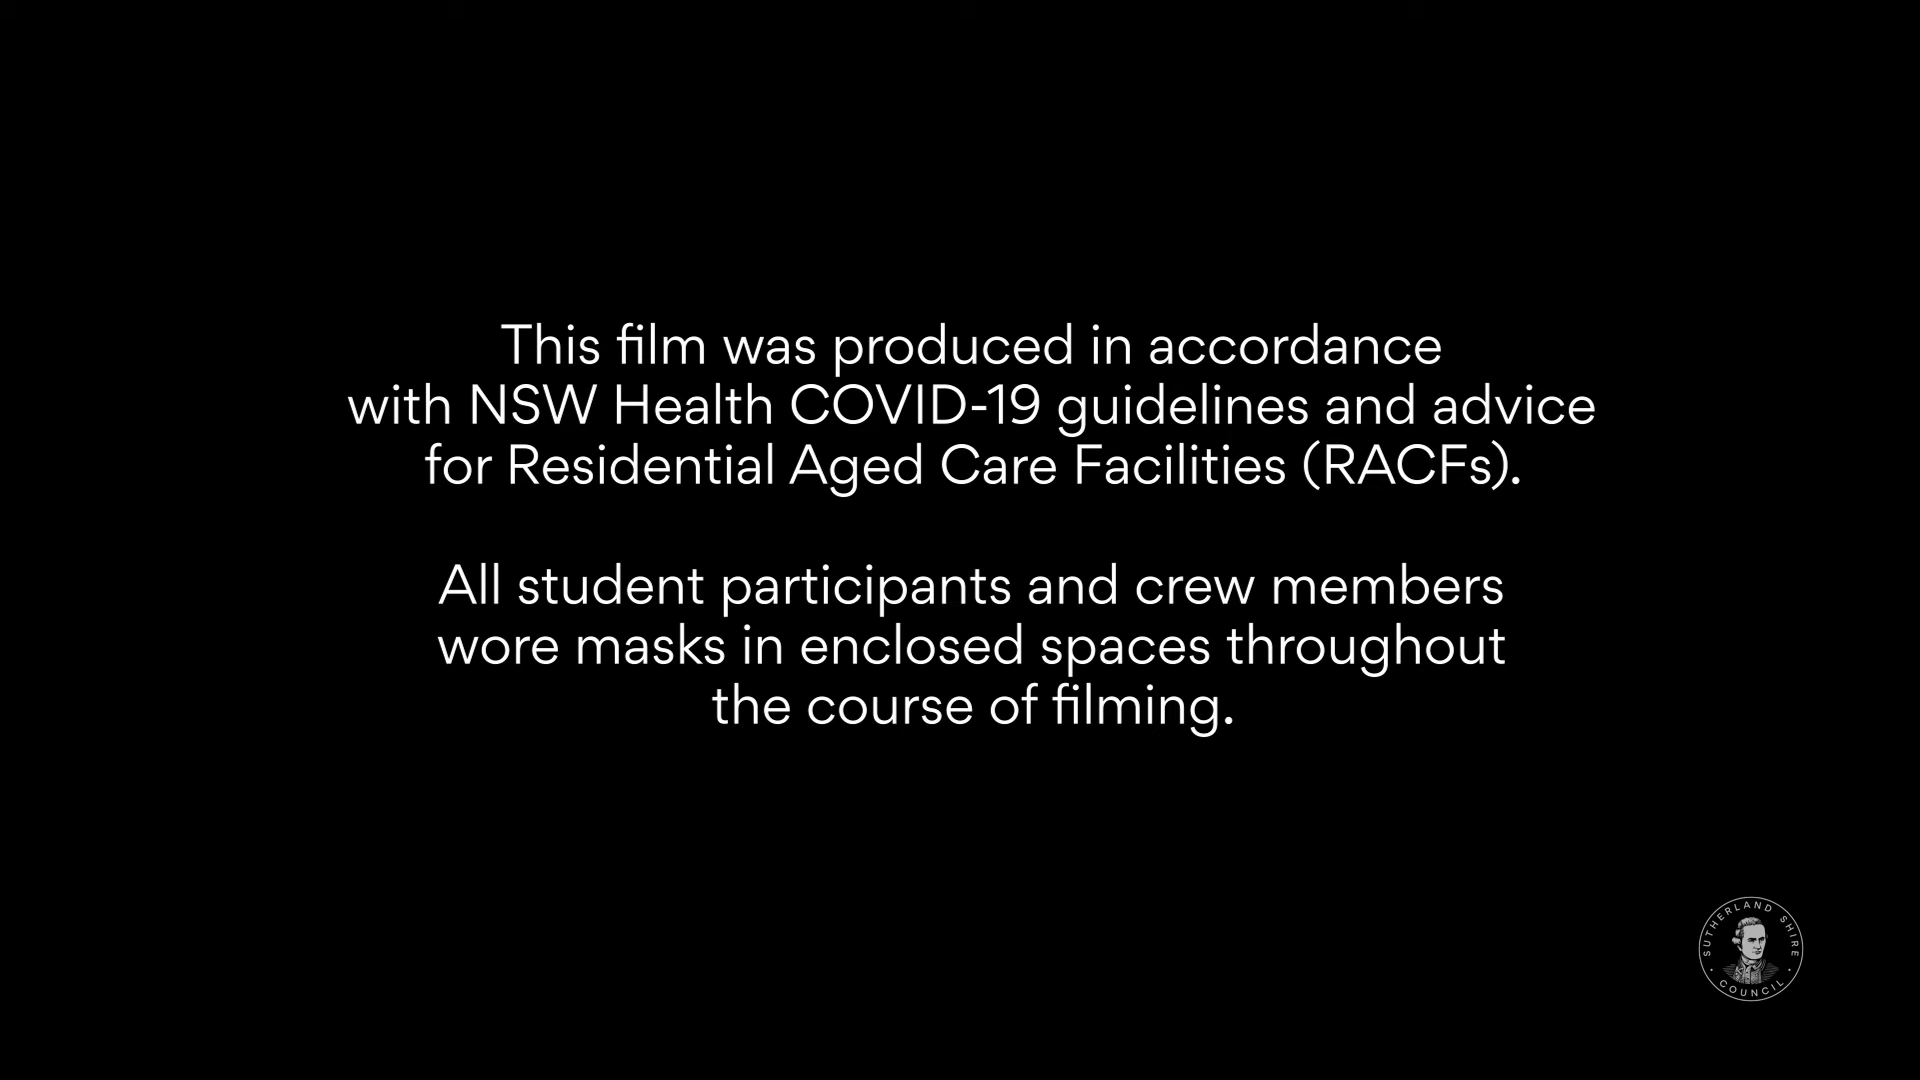 This film was produced in accordance
with NSW Health COVID-19 guidelines and advice
for Residential Aged Care Facilities (RACFs).
All student participants and crew members
wore masks in enclosed spaces throughout
the course of filming.
SUTHERLAND SHIRE
COUNCIL